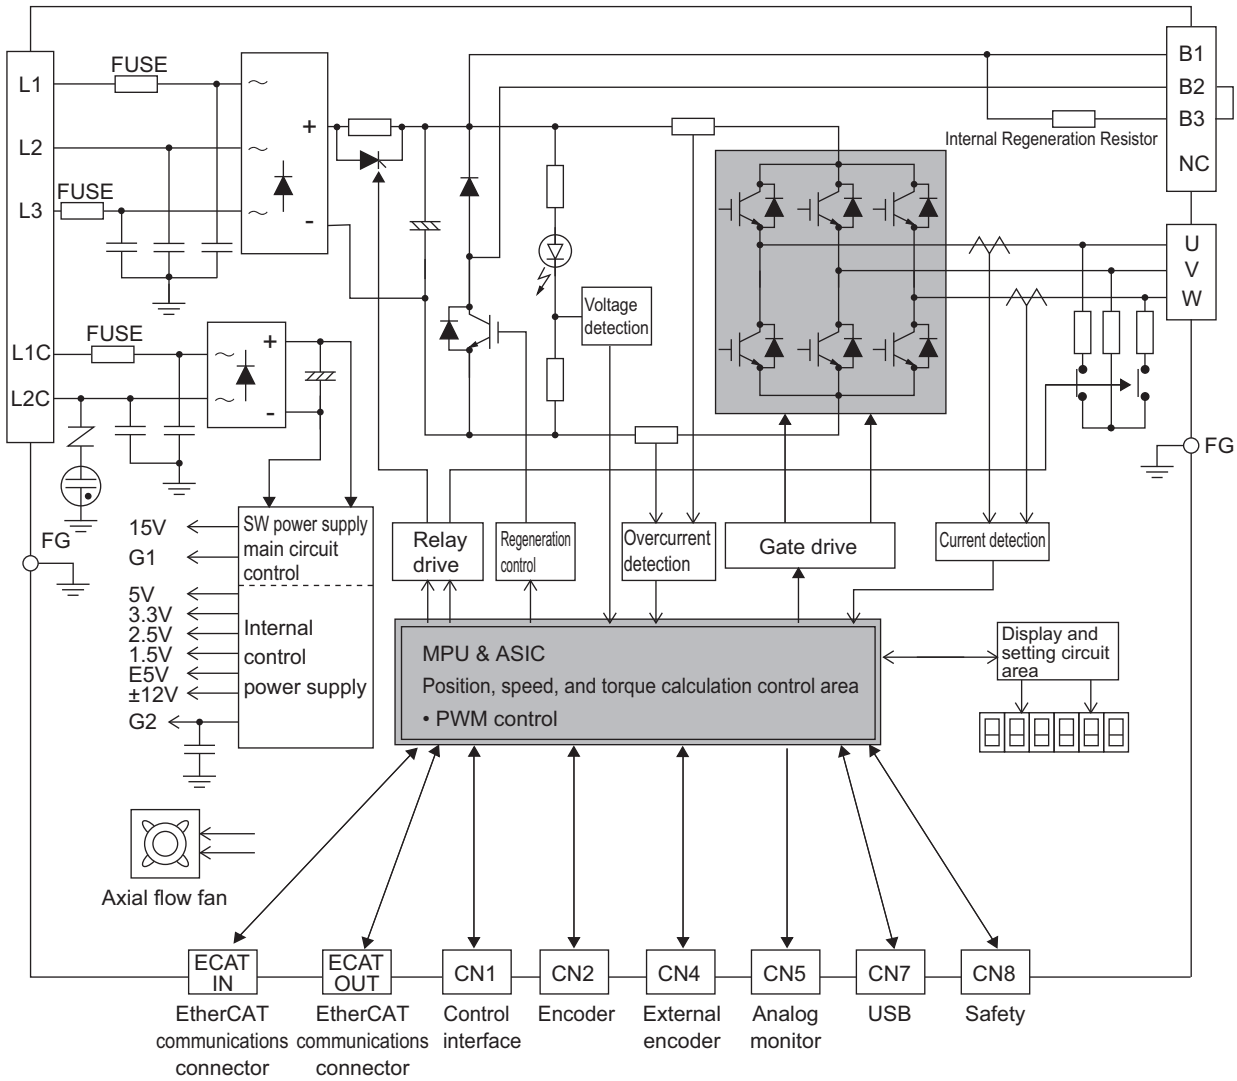 FUSE
L1
L2
FUSE
L3
+
-
B1
B2
B3
Internal Regeneration Resistor
NC
U
V
W
Voltage
detection
FUSE
L1C
L2C
+
-
FG
FG
15V
G1
5V
3.3V
2.5V
1.5V
E5V
±12V
G2
SW power supply
main circuit
control
Internal
control
power supply
Relay
drive
Regeneration
control
Overcurrent
detection
Gate drive
Current detection
MPU & ASIC
Position, speed, and torque calculation control area
• PWM control
Display and
setting circuit
area
Axial flow fan
ECAT
IN
ECAT
OUT
CN1
CN2
CN4
CN5
CN7
CN8
EtherCAT
communications
connector
EtherCAT
communications
connector
Control
interface
Encoder
External
encoder
Analog
monitor
USB
Safety